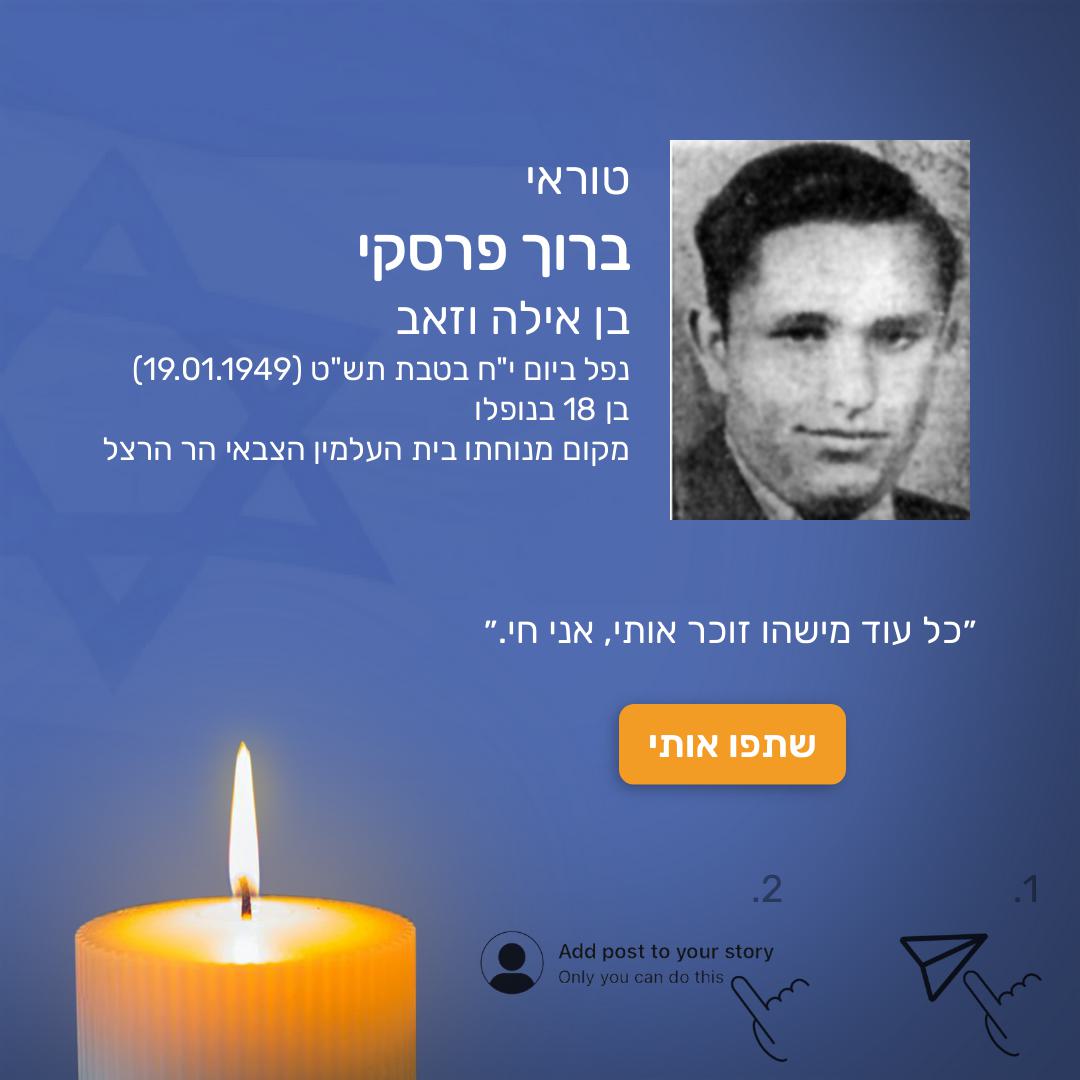 טוראי
ברוך פרסקי
בן אילה וזאב
נפל ביום י"ח בטבת תש"ט (19.01.1949)
בן 18 בנופלו
מקום מנוחתו בית העלמין הצבאי הר הרצל
״כל עוד מישהו זוכר אותי, אני חי.״
שתפו אותי
.1
.2
Add post to your story
Only you can do this